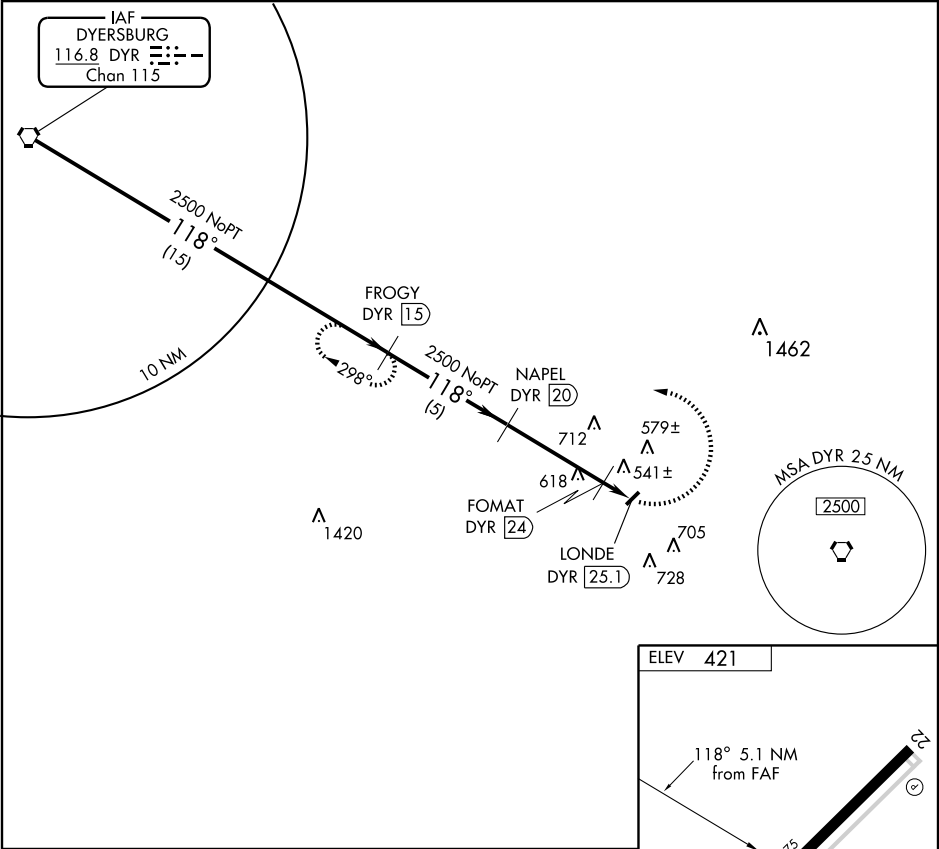 IAF
DYERSBURG
116.8 DYR
Chan 115
2500 NoPT
118°
(15)
10 NM
FROGY
DYR 15
298°
2500 NoPT
118°
(5)
NAPEL
DYR 20
1462
712
579±
541±
618
FOMAT
DYR 24
1420
LONDE
DYR 25.1
705
728
MSA DYR 25 NM
2500
ELEV 421
118° 5.1 NM
from FAF
22
P